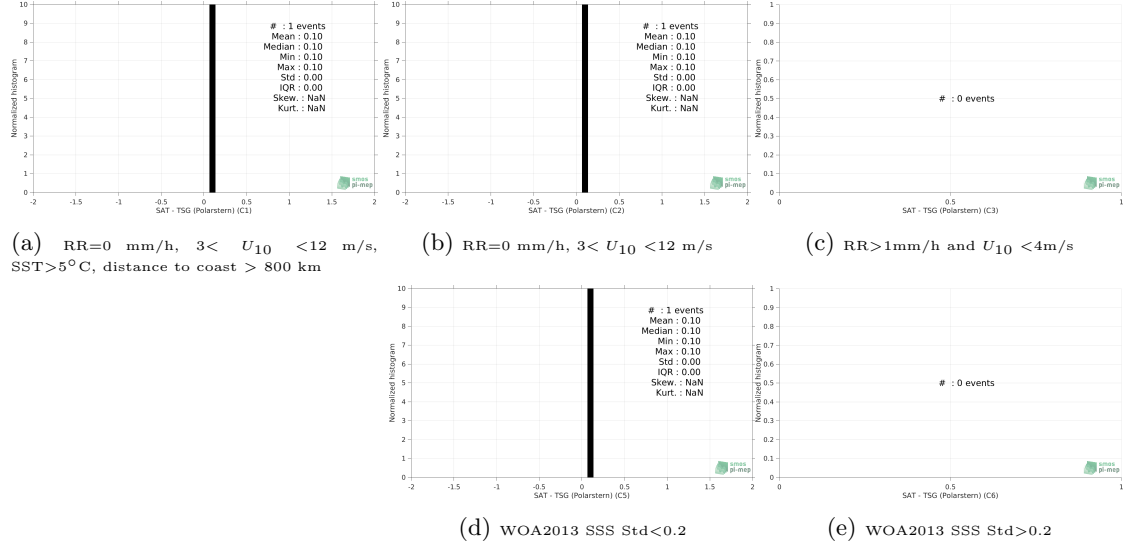 10
9
8
7
6
5
4
3
2
1
0
Normalized histogram
# : 1 events
Mean : 0.10
Median : 0.10
Min : 0.10
Max : 0.10
Std : 0.00
IQR : 0.00
Skew. : NaN
Kurt. : NaN
smos
pi-mep
-2 -1.5 -1 -0.5 0 0.5 1 1.5 2
SAT - TSG (Polarstern) (C1)
(a) RR=0 mm/h, 3< U10 <12 m/s,
SST>5°C, distance to coast > 800 km
10
9
8
7
6
5
4
3
2
1
0
Normalized histogram
# : 1 events
Mean : 0.10
Median : 0.10
Min : 0.10
Max : 0.10
Std : 0.00
IQR : 0.00
Skew. : NaN
Kurt. : NaN
smos
pi-mep
-2 -1.5 -1 -0.5 0 0.5 1 1.5 2
SAT - TSG (Polarstern) (C2)
(b) RR=0 mm/h, 3< U10 <12 m/s
1
0.9
0.8
0.7
0.6
0.5
0.4
0.3
0.2
0.1
0
Normalized histogram
# : 0 events
smos
pi-mep
0 0.5 1
SAT - TSG (Polarstern) (C3)
(c) RR>1mm/h and U10 <4m/s
10
9
8
7
6
5
4
3
2
1
0
Normalized histogram
# : 1 events
Mean : 0.10
Median : 0.10
Min : 0.10
Max : 0.10
Std : 0.00
IQR : 0.00
Skew. : NaN
Kurt. : NaN
smos
pi-mep
-2 -1.5 -1 -0.5 0 0.5 1 1.5 2
SAT - TSG (Polarstern) (C5)
(d) WOA2013 SSS Std<0.2
1
0.9
0.8
0.7
0.6
0.5
0.4
0.3
0.2
0.1
0
Normalized histogram
# : 0 events
smos
pi-mep
0 0.5 1
SAT - TSG (Polarstern) (C6)
(e) WOA2013 SSS Std>0.2